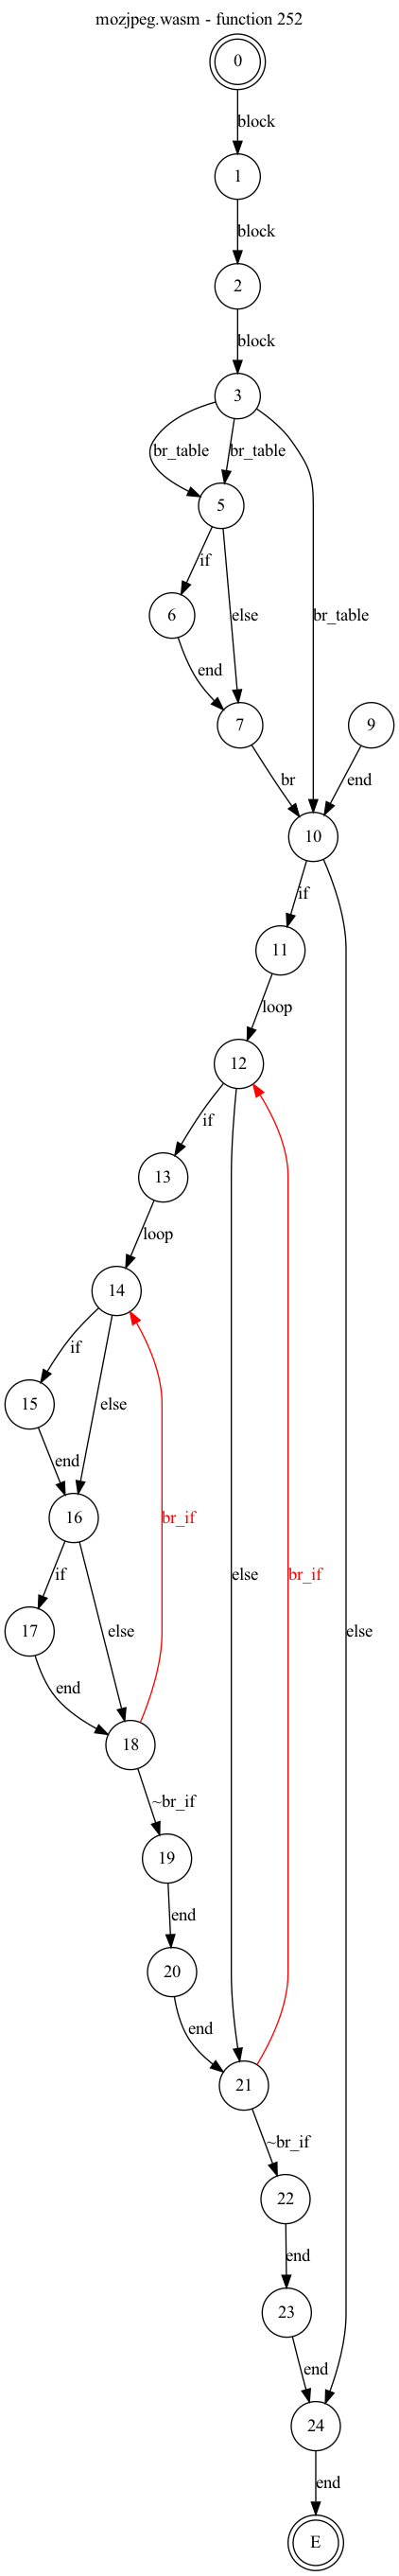 mozjpeg.wasm - function 252
0
block
1
block
2
block
3
br_table
br_table
5
if
6
else
br_table
end
7
9
br
end
10
if
11
loop
12
if
13
loop
14
if
15
else
end
16
br_if
else
br_if
else
if
17
else
end
18
~br_if
19
end
20
end
21
~br_if
22
end
23
end
24
end
E